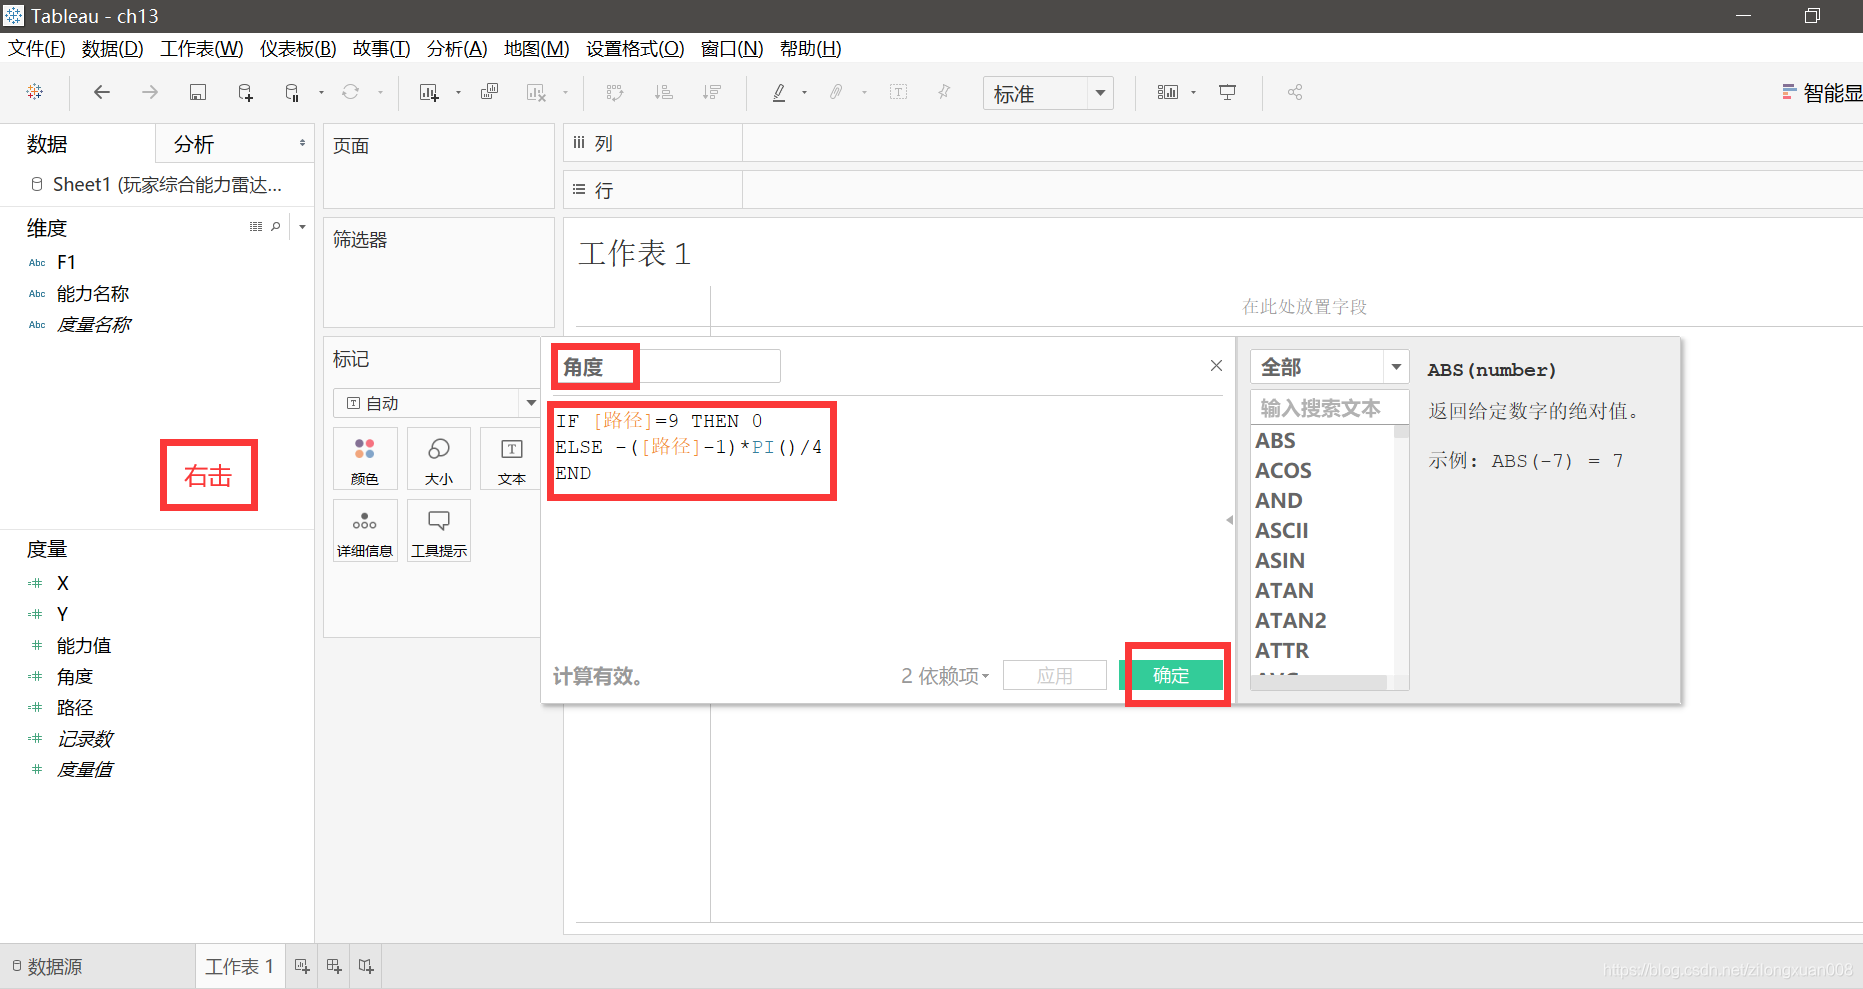 Tableau - ch13
文件(F) 数据(D) 工作表(W) 仪表板(B) 故事(T) 分析(A) 地图(M) 设置格式(O) 窗口(N) 帮助(H)
标准
智能显
数据
分析
Sheet1 (玩家综合能力雷达...
维度
Abc F1
Abc 能力名称
Abc 度量名称
右击
度量
X
Y
能力值
角度
路径
记录数
度量值
页面
筛选器
标记
自动
颜色
大小
文本
详细信息
工具提示
列
行
工作表 1
在此处放置字段
角度
IF [路径]=9 THEN 0
ELSE -([路径]-1)*PI()/4
END
计算有效。
2 依赖项
应用
确定
全部
输入搜索文本
ABS
ACOS
AND
ASCII
ASIN
ATAN
ATAN2
ATTR
ABS(number)
返回给定数字的绝对值。
示例: ABS(-7) = 7
数据源
工作表 1
https://blog.csdn.net/zilongxuan008